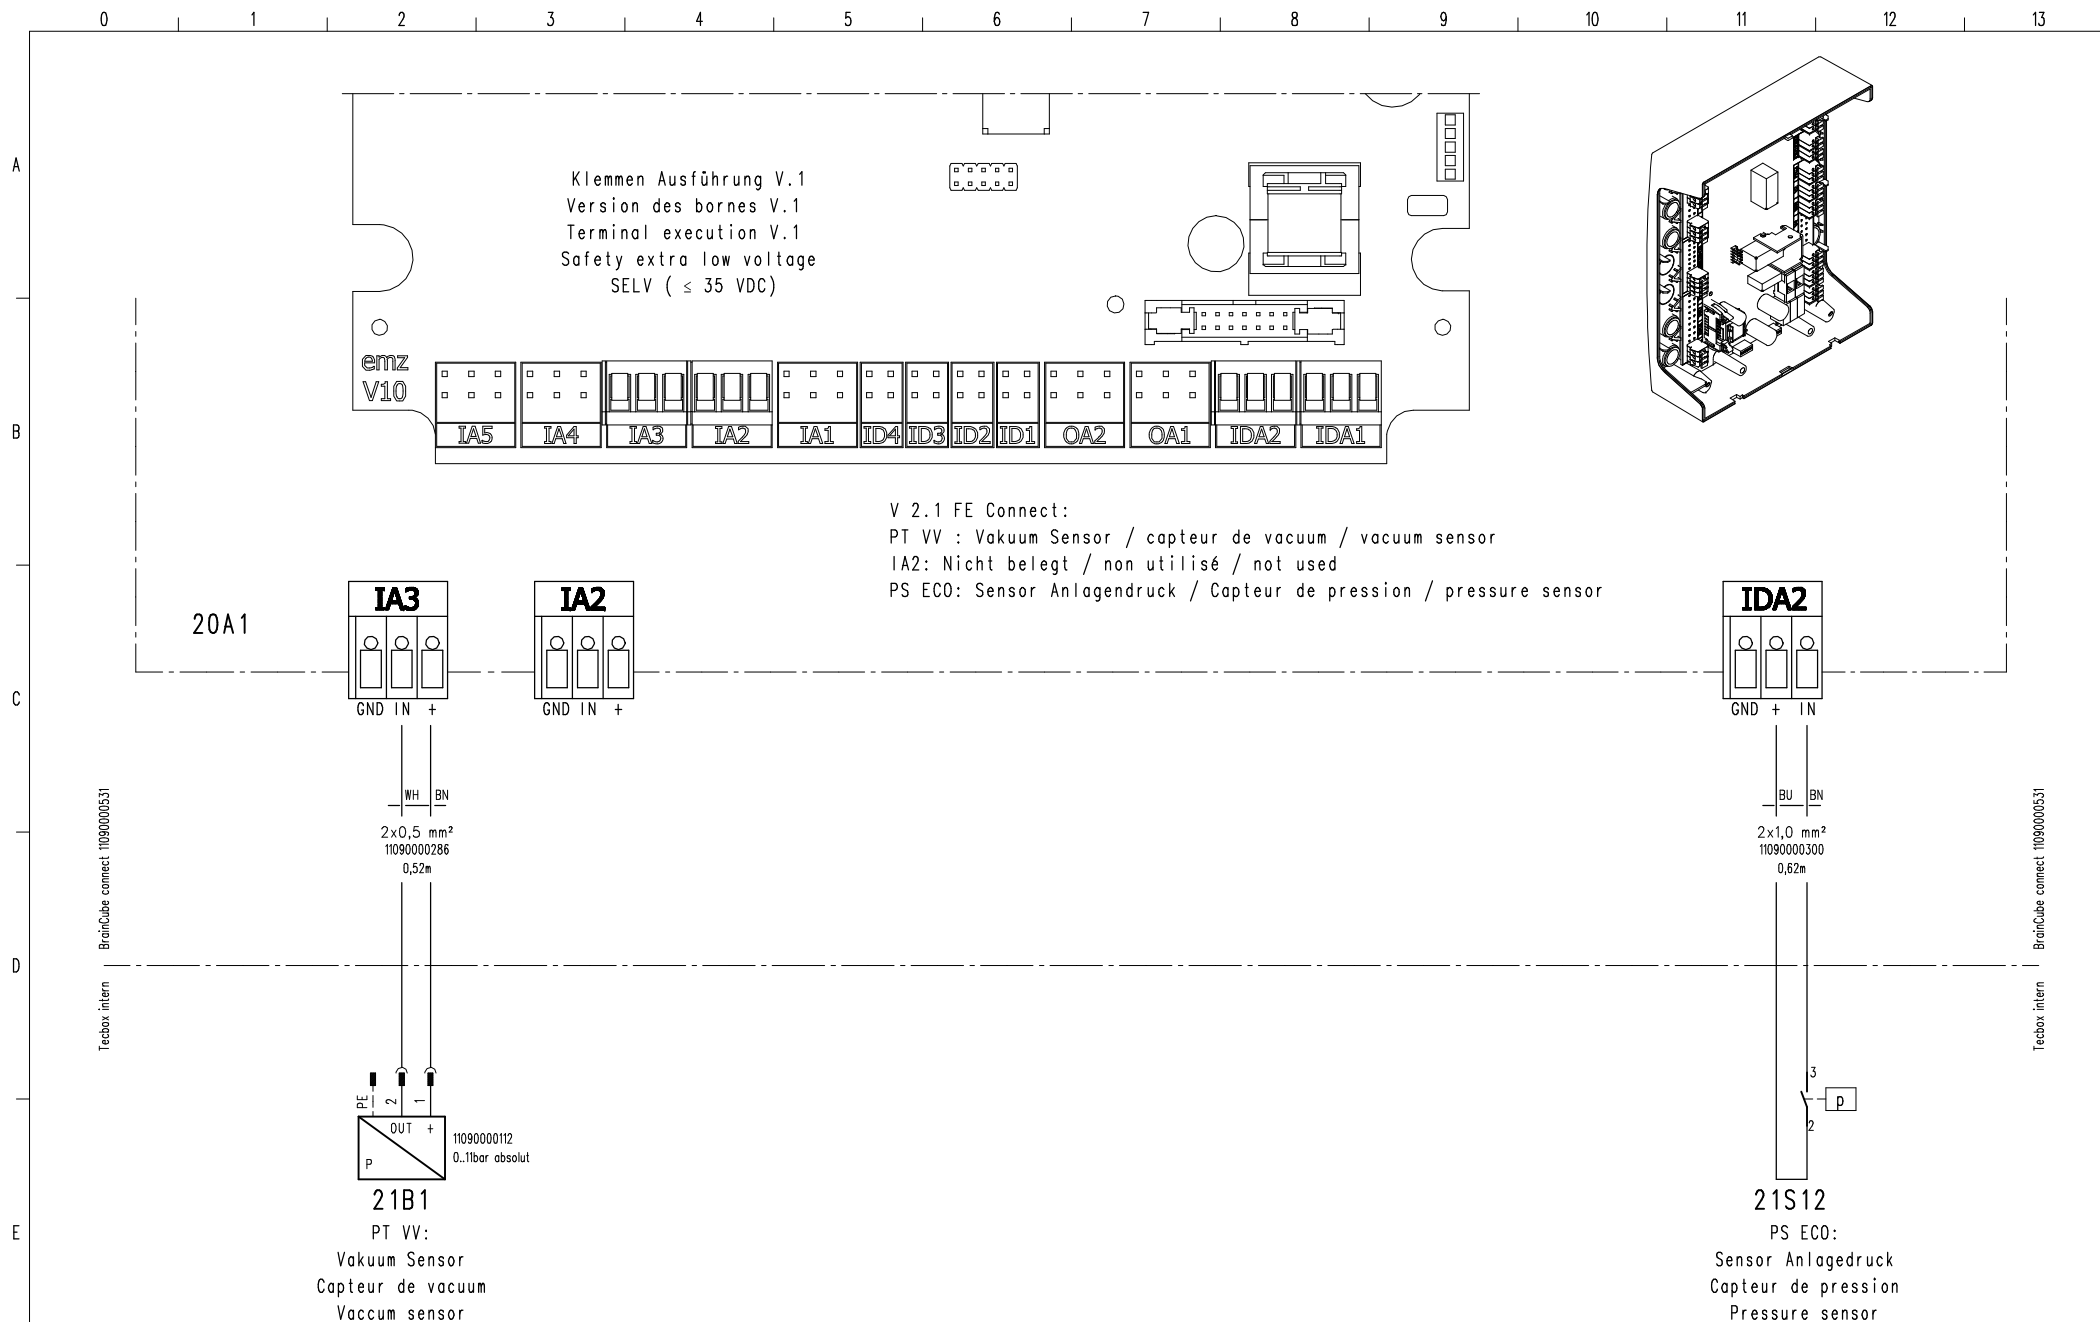 0 1 2 3 4 5 6 7 8 9 10 11 12 13
A
Klemmen Ausführung V.1
Version des bornes V.1
Terminal execution V.1
Safety extra low voltage
SELV ( ≤ 35 VDC)
emz
V10
B
IA5 IA4 IA3 IA2 IA1 ID4 ID3 ID2 ID1 OA2 OA1 IDA2 IDA1
V 2.1 FE Connect:
PT VV : Vakuum Sensor / capteur de vacuum / vacuum sensor
IA2: Nicht belegt / non utilisé / not used
PS ECO: Sensor Anlagendruck / Capteur de pression / pressure sensor
20A1
IA3 IA2 IDA2
C
GND IN +
GND IN +
GND + IN
WH BN
2x0,5 mm²
11090000286
0,52m
BU BN
2x1,0 mm²
11090000300
0,62m
BrainCube connect 11090000531
BrainCube connect 11090000531
D
Tecbox intern
Tecbox intern
PE 2 1
OUT +
P
11090000112
0..11bar absolut
3
p
2
21B1
PT VV:
Vakuum Sensor
Capteur de vacuum
Vaccum sensor
21S12
PS ECO:
Sensor Anlagedruck
Capteur de pression
Pressure sensor
E